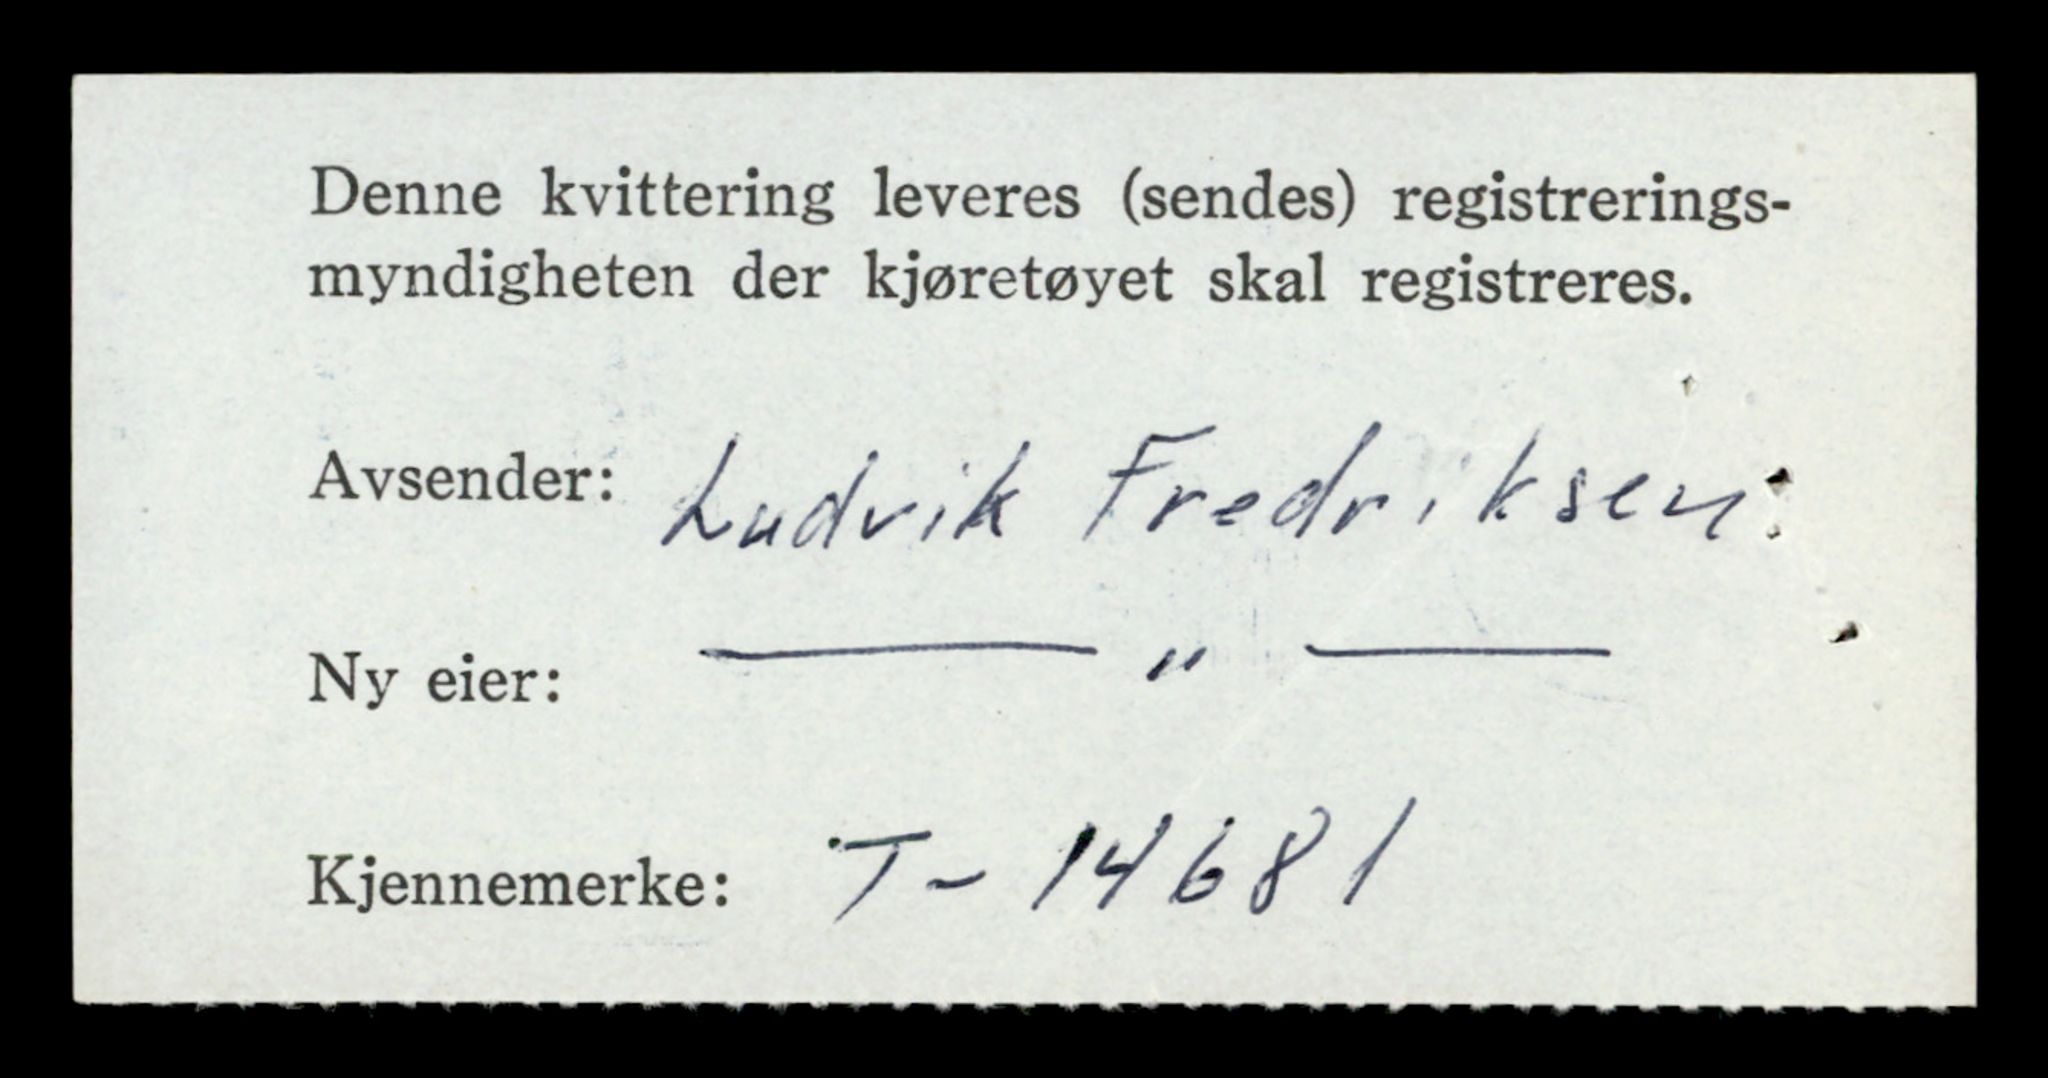 Denne kvittering leveres (sendes) registrerings-
myndigheten der kjøretøyet skal registreres.
Avsender: Ludvik Fredriksen
Ny eier: — " —
Kjennemerke: T- 14681